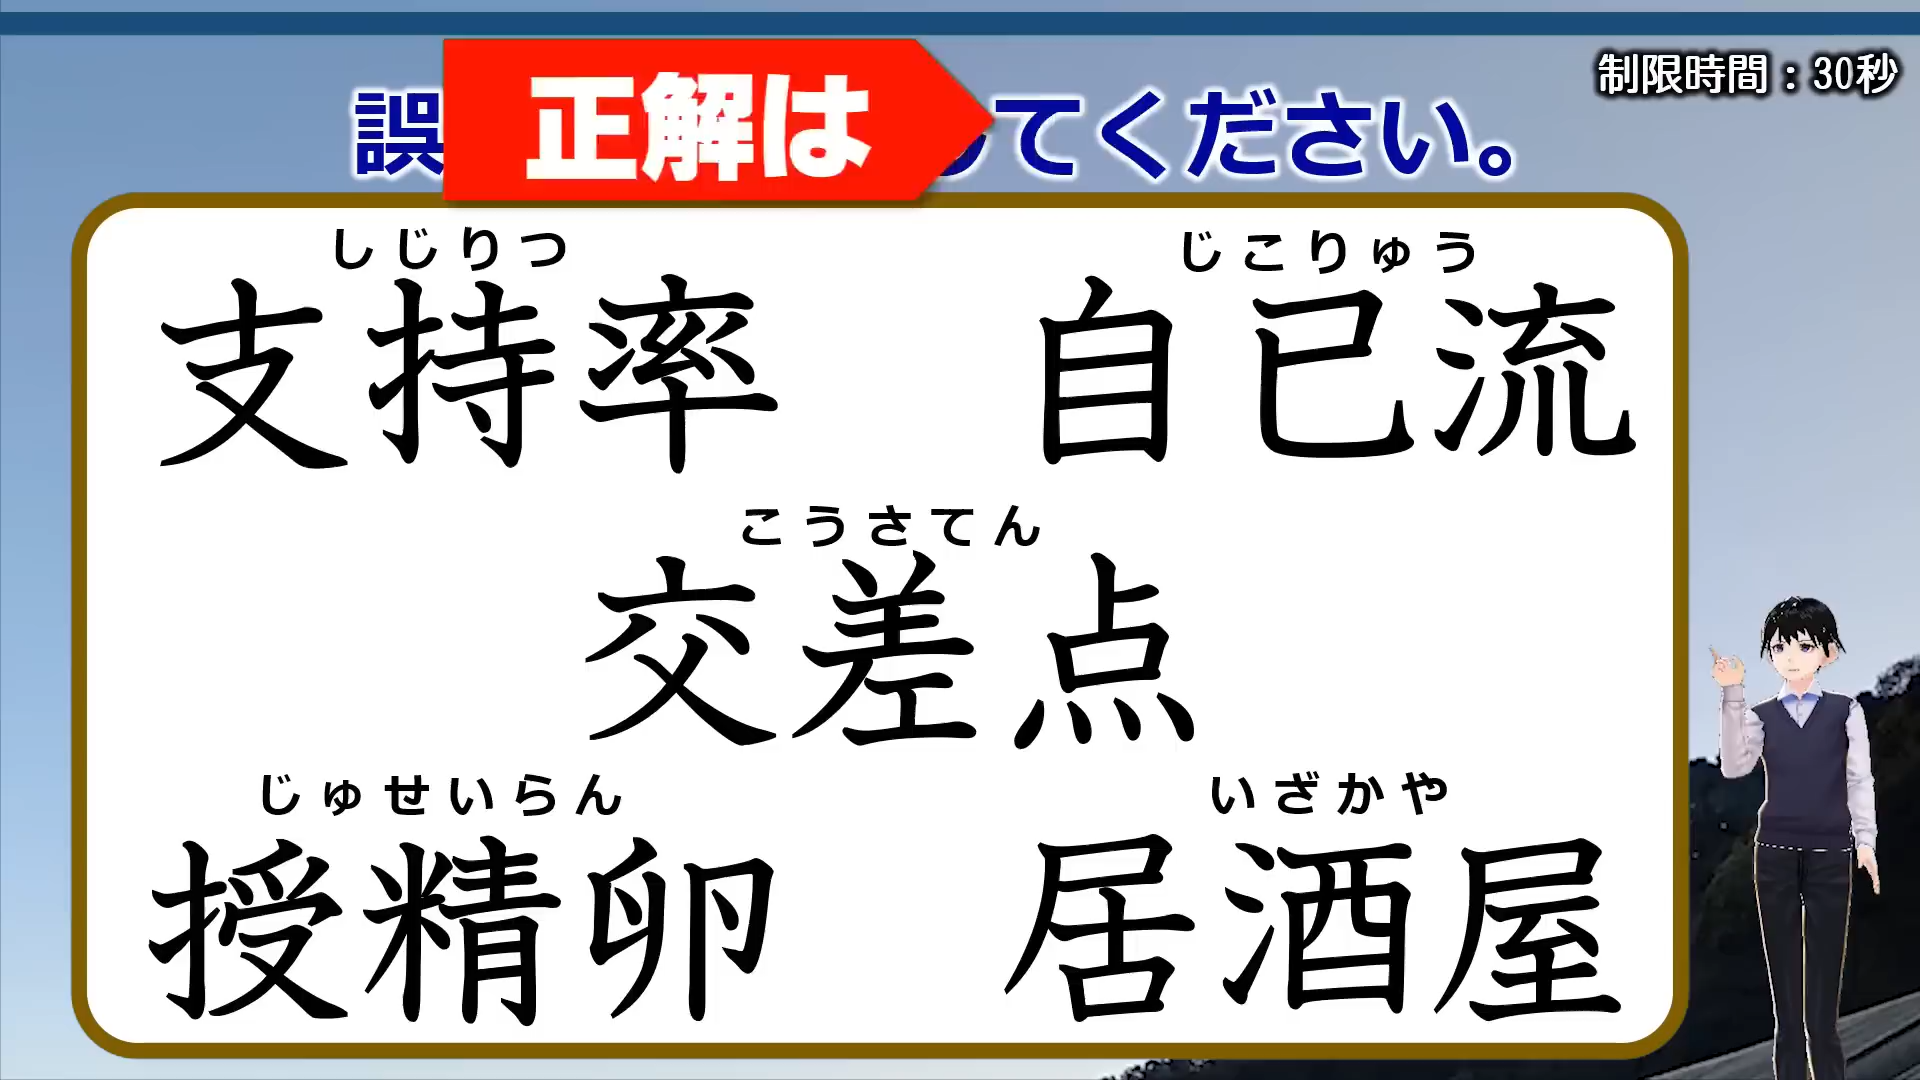 制限時間：30秒
誤
正解は
てください。
しじりつ
支持率
じこりゅう
自已流
こうさてん
交差点
じゅせいらん
授精卵
いざかや
居酒屋